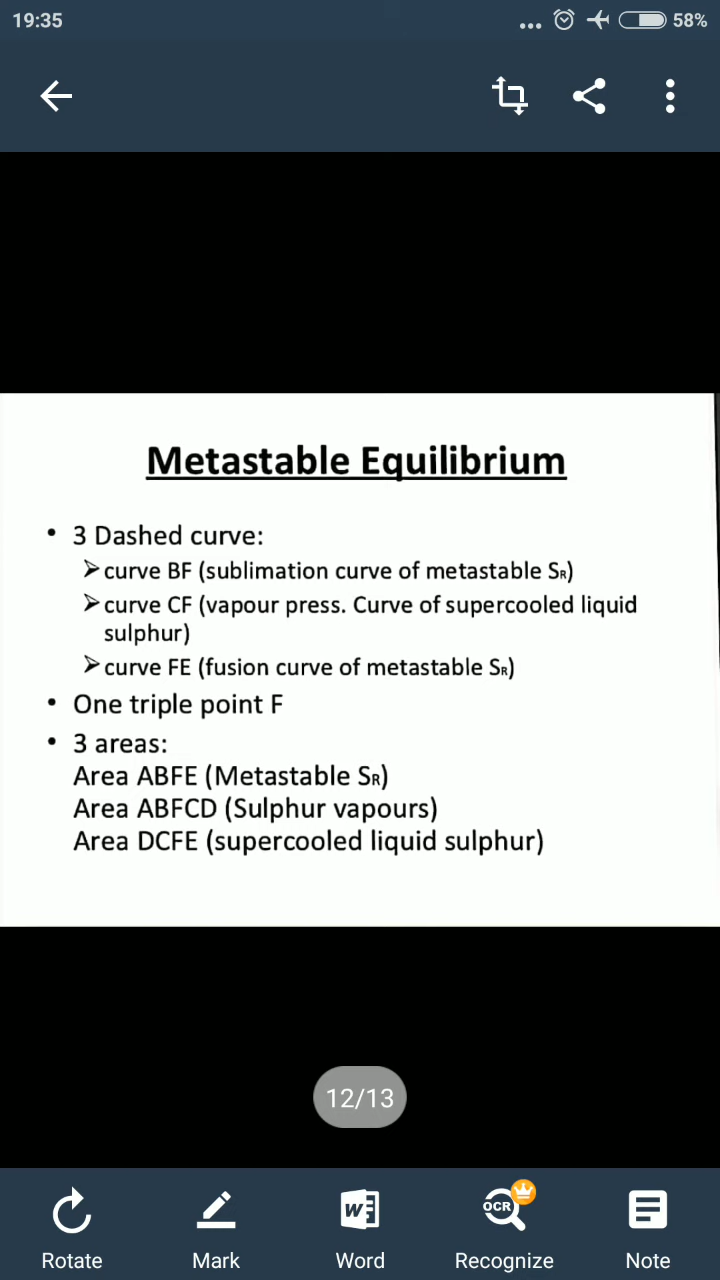 19:35
58%
Metastable Equilibrium
• 3 Dashed curve:
➢ curve BF (sublimation curve of metastable SR)
➢ curve CF (vapour press. Curve of supercooled liquid
sulphur)
➢ curve FE (fusion curve of metastable SR)
• One triple point F
• 3 areas:
Area ABFE (Metastable SR)
Area ABFCD (Sulphur vapours)
Area DCFE (supercooled liquid sulphur)
12/13
W
OCR
Rotate Mark Word Recognize Note